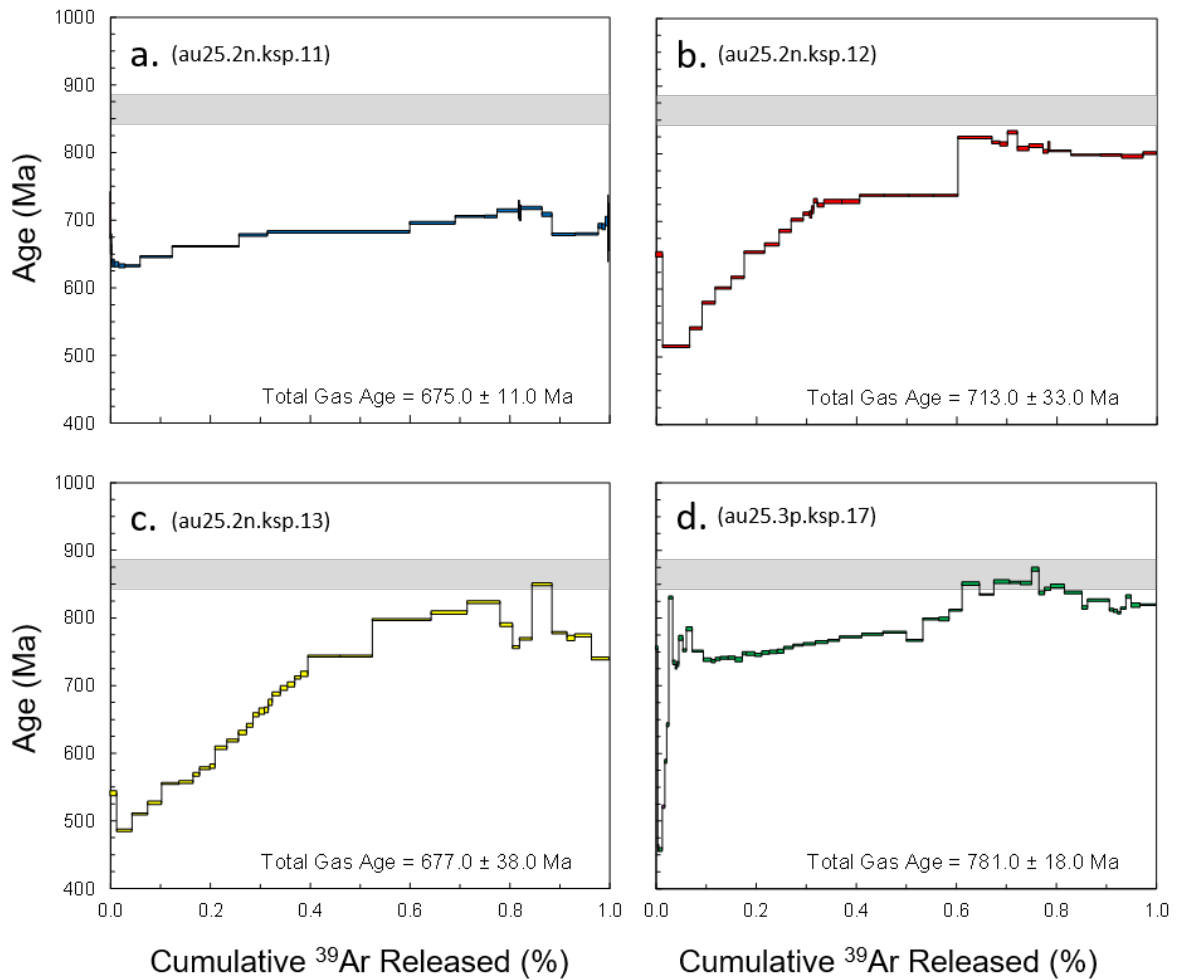 1000
900
800
700
600
500
400
Age (Ma)
a. (au25.2n.ksp.11)
Total Gas Age = 675.0 ± 11.0 Ma
b. (au25.2n.ksp.12)
Total Gas Age = 713.0 ± 33.0 Ma
1000
900
800
700
600
500
400
Age (Ma)
c. (au25.2n.ksp.13)
Total Gas Age = 677.0 ± 38.0 Ma
0.0 0.2 0.4 0.6 0.8 1.0
Cumulative ³⁹Ar Released (%)
d. (au25.3p.ksp.17)
Total Gas Age = 781.0 ± 18.0 Ma
0.0 0.2 0.4 0.6 0.8 1.0
Cumulative ³⁹Ar Released (%)